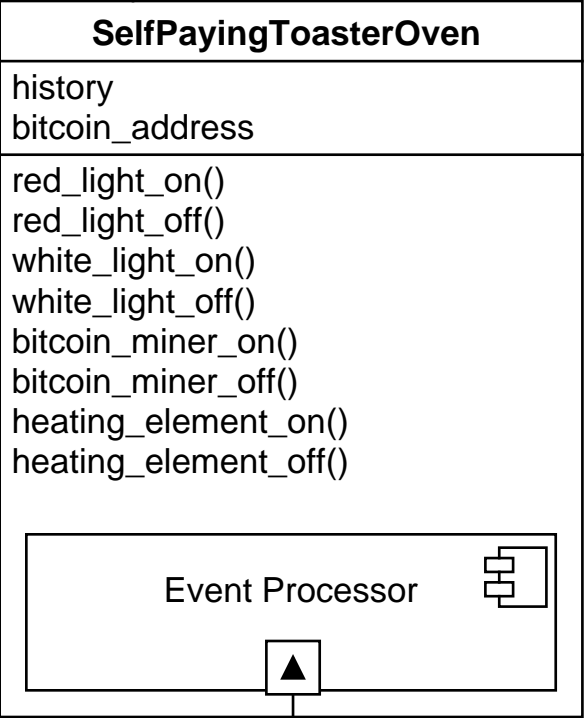 SelfPayingToasterOven
history
bitcoin_address
red_light_on()
red_light_off()
white_light_on()
white_light_off()
bitcoin_miner_on()
bitcoin_miner_off()
heating_element_on()
heating_element_off()
Event Processor